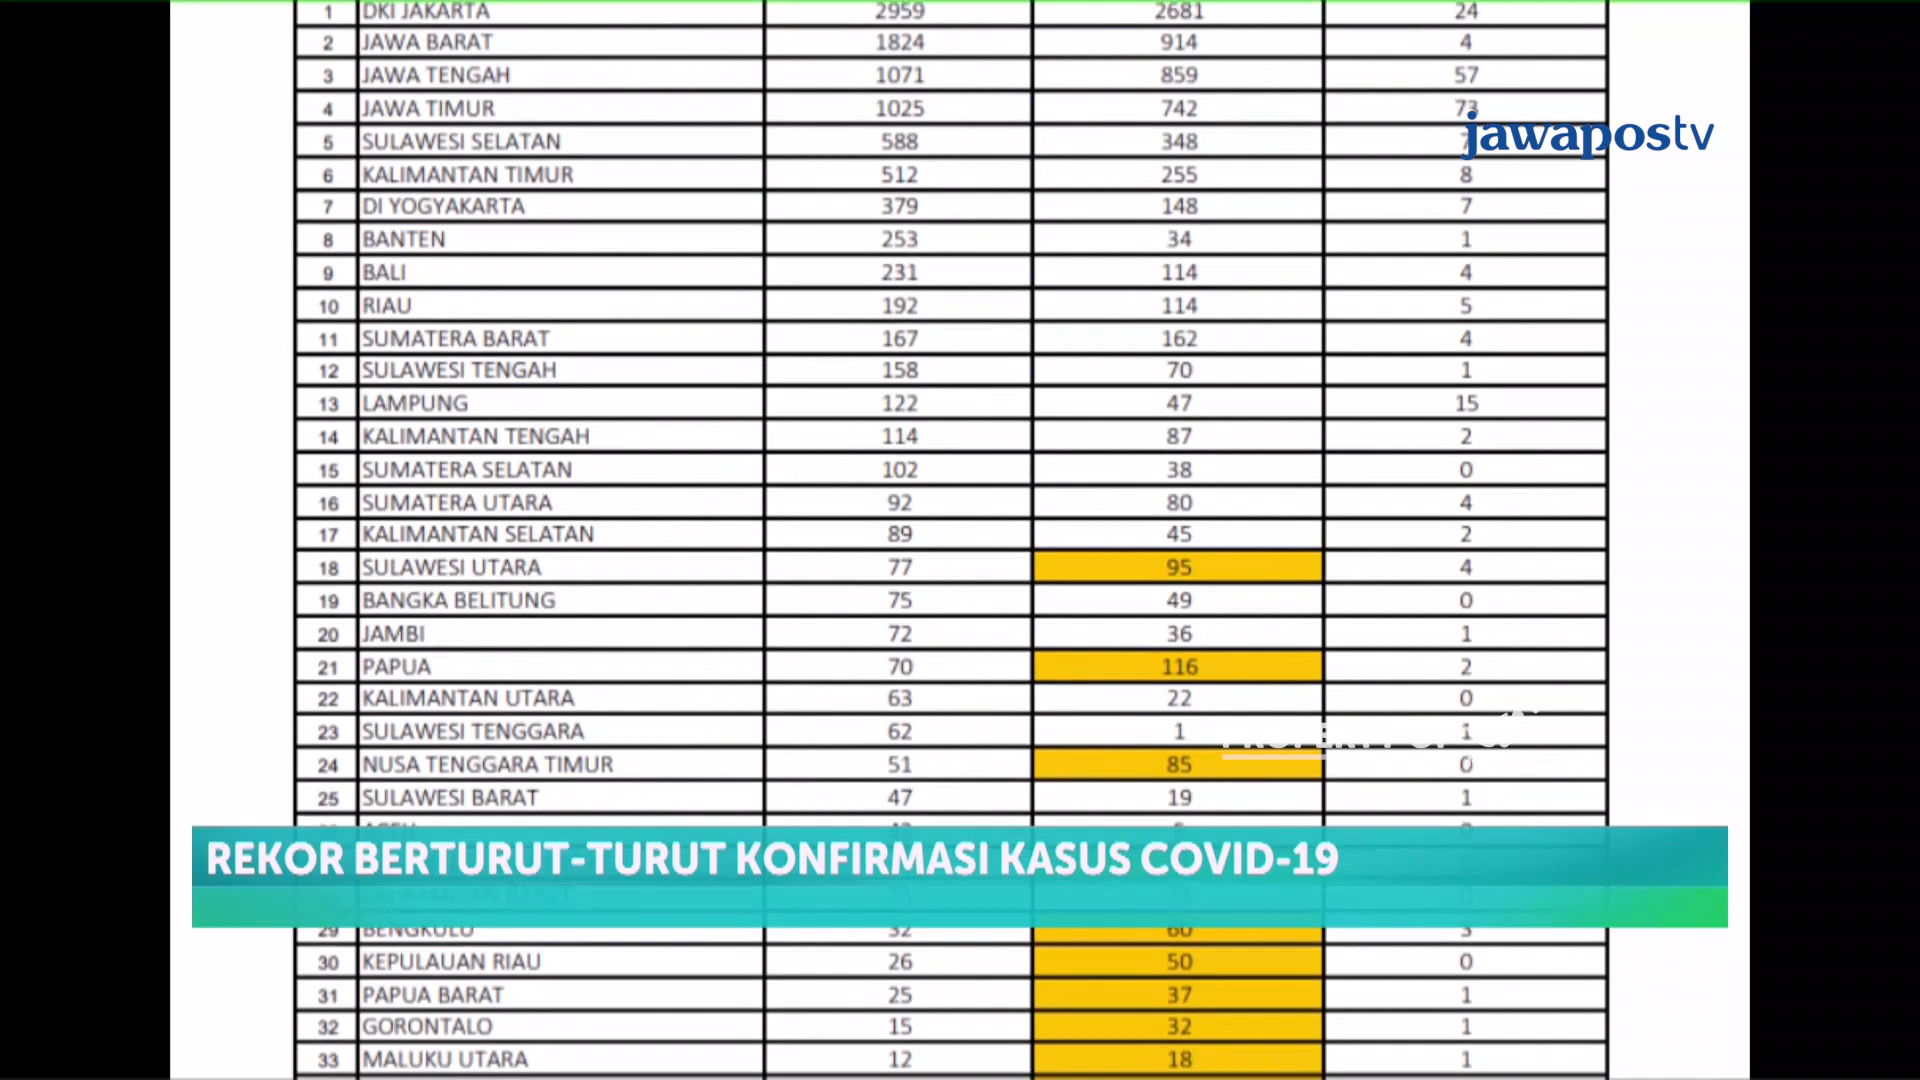 1 DKI JAKARTA 2959 2681 24
2 JAWA BARAT 1824 914 4
3 JAWA TENGAH 1071 859 57
4 JAWA TIMUR 1025 742 73
jawapostv
5 SULAWESI SELATAN 588 348 7
6 KALIMANTAN TIMUR 512 255 8
7 DI YOGYAKARTA 379 148 7
8 BANTEN 253 34 1
9 BALI 231 114 4
10 RIAU 192 114 5
11 SUMATERA BARAT 167 162 4
12 SULAWESI TENGAH 158 70 1
13 LAMPUNG 122 47 15
14 KALIMANTAN TENGAH 114 87 2
15 SUMATERA SELATAN 102 38 0
16 SUMATERA UTARA 92 80 4
17 KALIMANTAN SELATAN 89 45 2
18 SULAWESI UTARA 77 95 4
19 BANGKA BELITUNG 75 49 0
20 JAMBI 72 36 1
21 PAPUA 70 116 2
22 KALIMANTAN UTARA 63 22 0
23 SULAWESI TENGGARA 62 1 1
24 NUSA TENGGARA TIMUR 51 85 0
25 SULAWESI BARAT 47 19 1
REKOR BERTURUT-TURUT KONFIRMASI KASUS COVID-19
29 BENGKULU 32 60 3
30 KEPULAUAN RIAU 26 50 0
31 PAPUA BARAT 25 37 1
32 GORONTALO 15 32 1
33 MALUKU UTARA 12 18 1